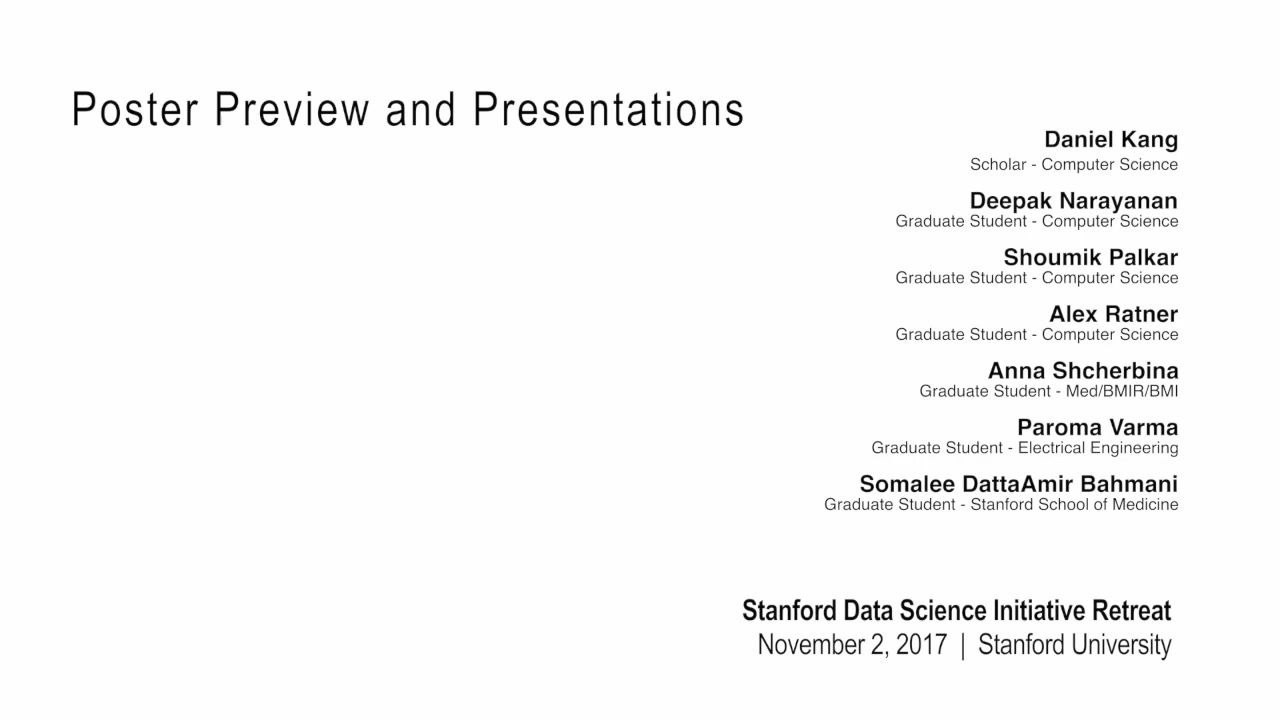 Poster Preview and Presentations
Daniel Kang
Scholar - Computer Science
Deepak Narayanan
Graduate Student - Computer Science
Shoumik Palkar
Graduate Student - Computer Science
Alex Ratner
Graduate Student - Computer Science
Anna Shcherbina
Graduate Student - Med/BMIR/BMI
Paroma Varma
Graduate Student - Electrical Engineering
Somalee DattaAmir Bahmani
Graduate Student - Stanford School of Medicine
Stanford Data Science Initiative Retreat
November 2, 2017 | Stanford University